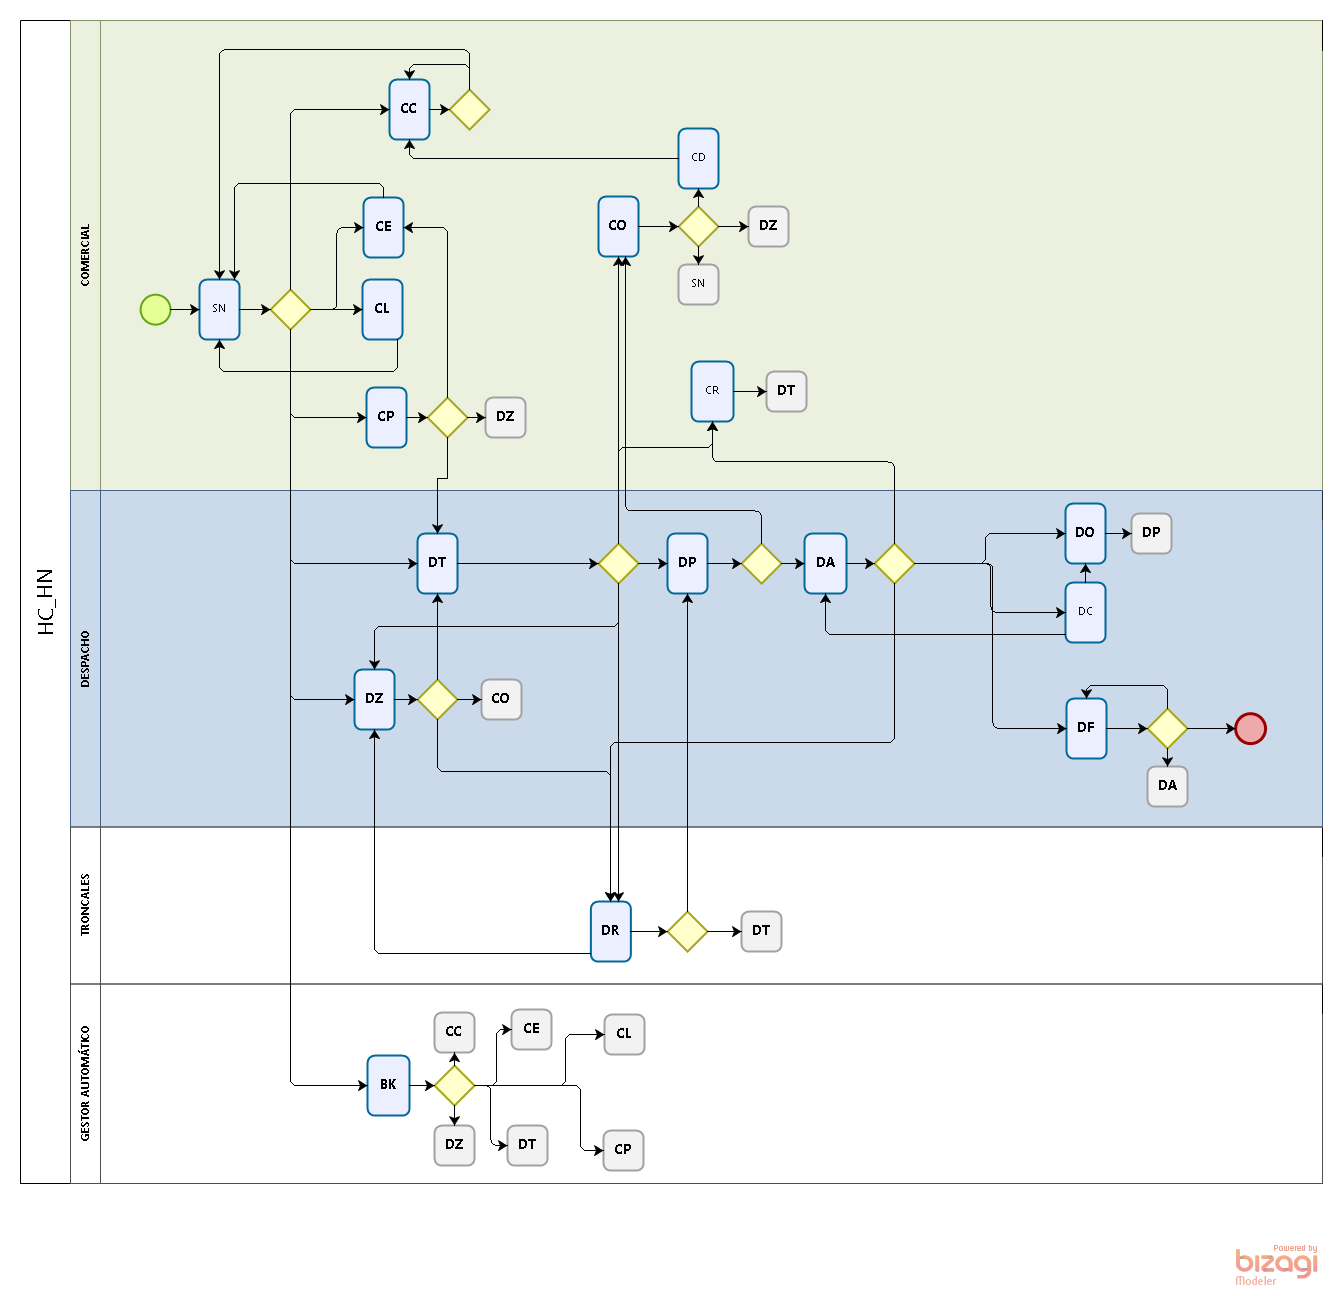 HC_HN
COMERCIAL
CC
CD
CE
CO
DZ
SN
SN
CL
CR
DT
CP
DZ
DESPACHO
DO
DP
DT
DP
DA
DC
DZ
CO
DF
DA
TRONCALES
DR
DT
GESTOR AUTOMÁTICO
CC
CE
CL
BK
DZ
DT
CP
Powered by
bizagi
Modeler